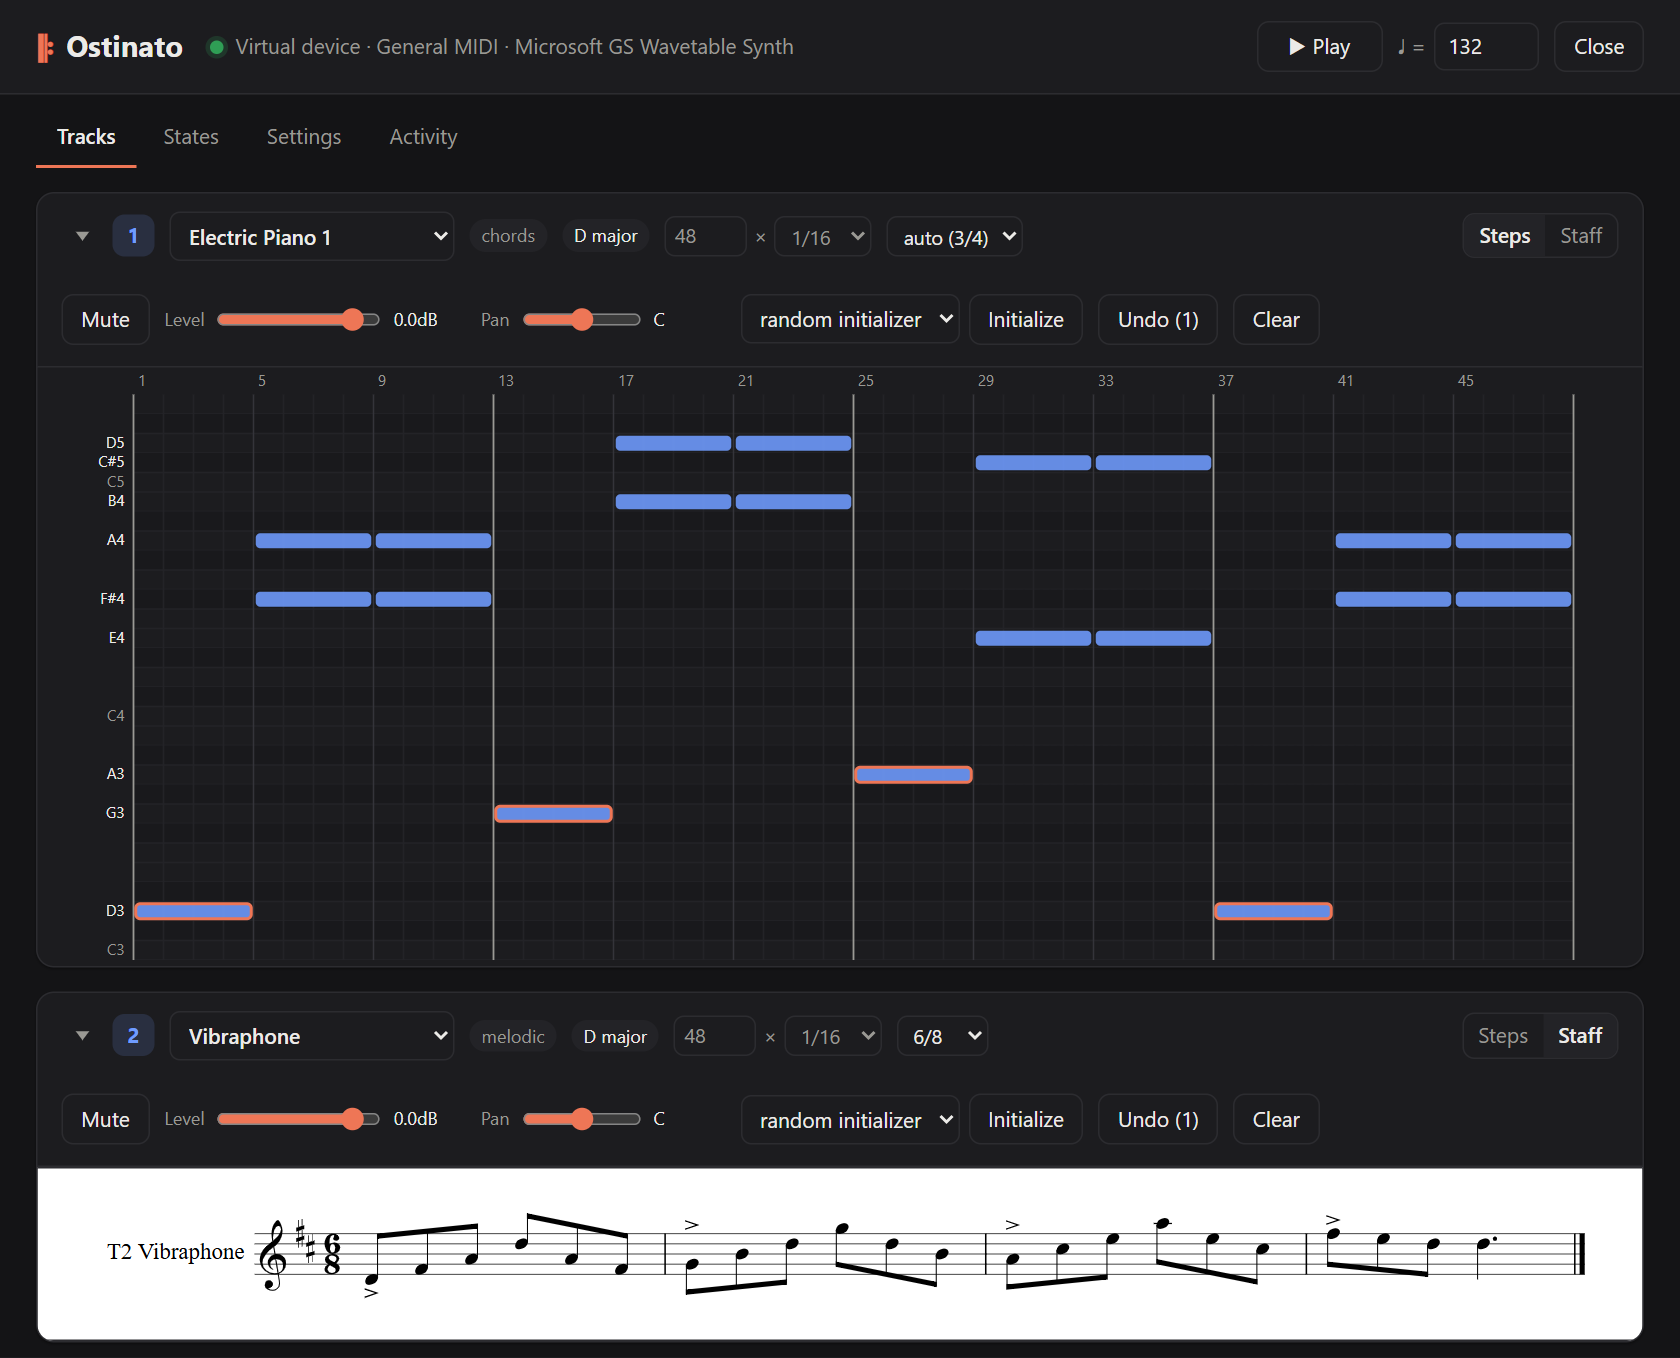 Ostinato Virtual device · General MIDI · Microsoft GS Wavetable Synth ▶ Play ♩ = 132 Close
Tracks States Settings Activity
1 Electric Piano 1 chords D major 48 × 1/16 auto (3/4) Steps Staff
Mute Level 0.0dB Pan C random initializer Initialize Undo (1) Clear
1 5 9 13 17 21 25 29 33 37 41 45
D5
C#5
C5
B4
A4
F#4
E4
C4
A3
G3
D3
C3
2 Vibraphone melodic D major 48 × 1/16 6/8 Steps Staff
Mute Level 0.0dB Pan C random initializer Initialize Undo (1) Clear
T2 Vibraphone 6 8